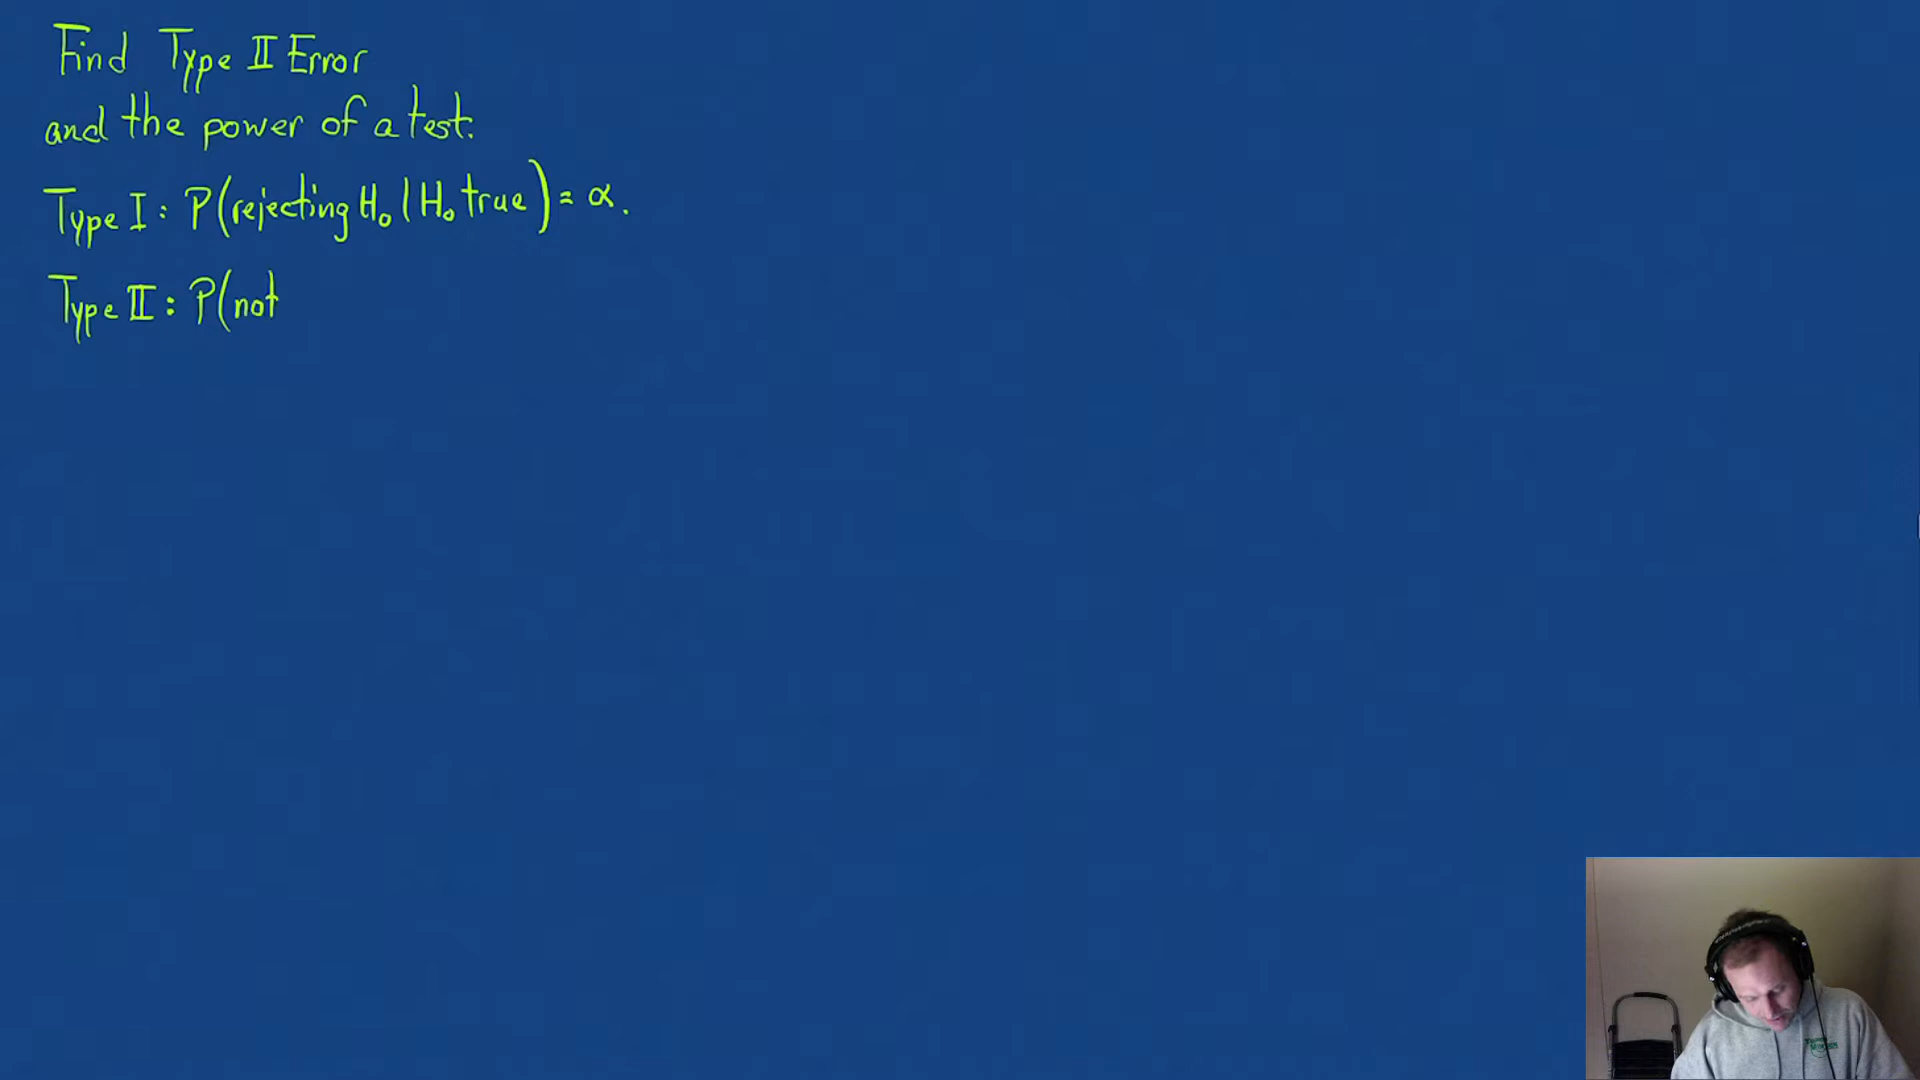 Find Type II Error
and the power of a test.
Type I: P(rejecting H₀ | H₀ true) = α.
Type II: P(not